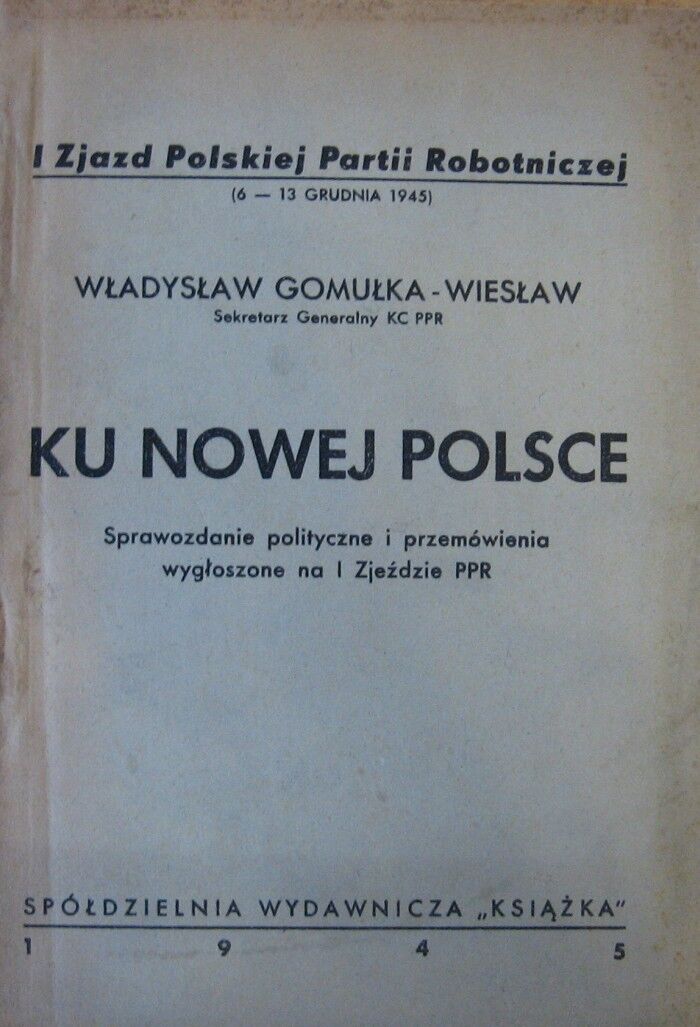 I Zjazd Polskiej Partii Robotniczej
(6 — 13 GRUDNIA 1945)
WŁADYSŁAW GOMUŁKA - WIESŁAW
Sekretarz Generalny KC PPR
KU NOWEJ POLSCE
Sprawozdanie polityczne i przemówienia
wygłoszone na I Zjeździe PPR
SPÓŁDZIELNIA WYDAWNICZA „KSIĄŻKA"
1 9 4 5